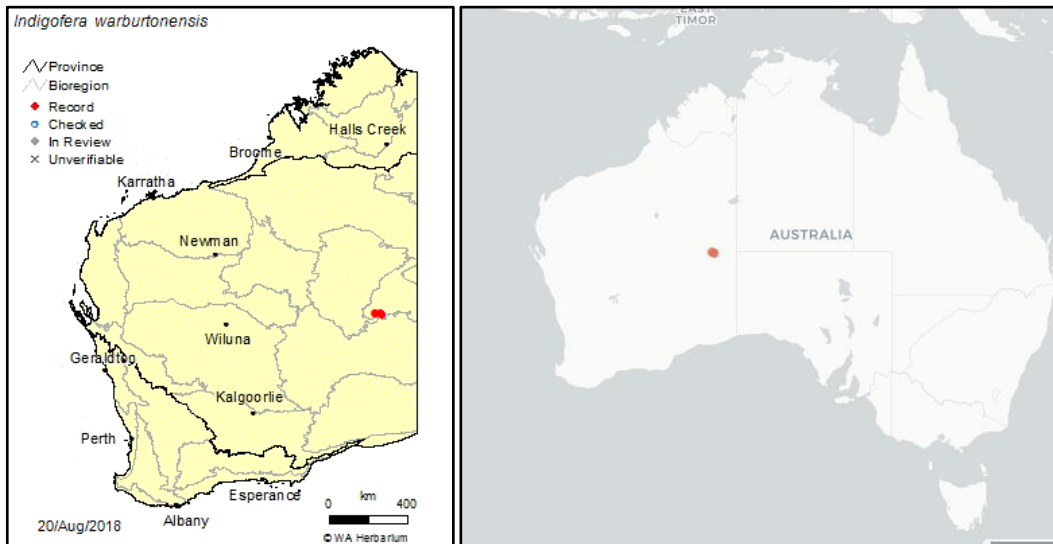 Indigofera warburtonensis
Province
Bioregion
Record
Checked
In Review
Unverifiable
Halls Creek
Broome
Karratha
Newman
Wiluna
Geraldton
Kalgoorlie
Perth
Esperance
Albany
0 km 400
20/Aug/2018
© WA Herbarium
EAST
TIMOR
AUSTRALIA